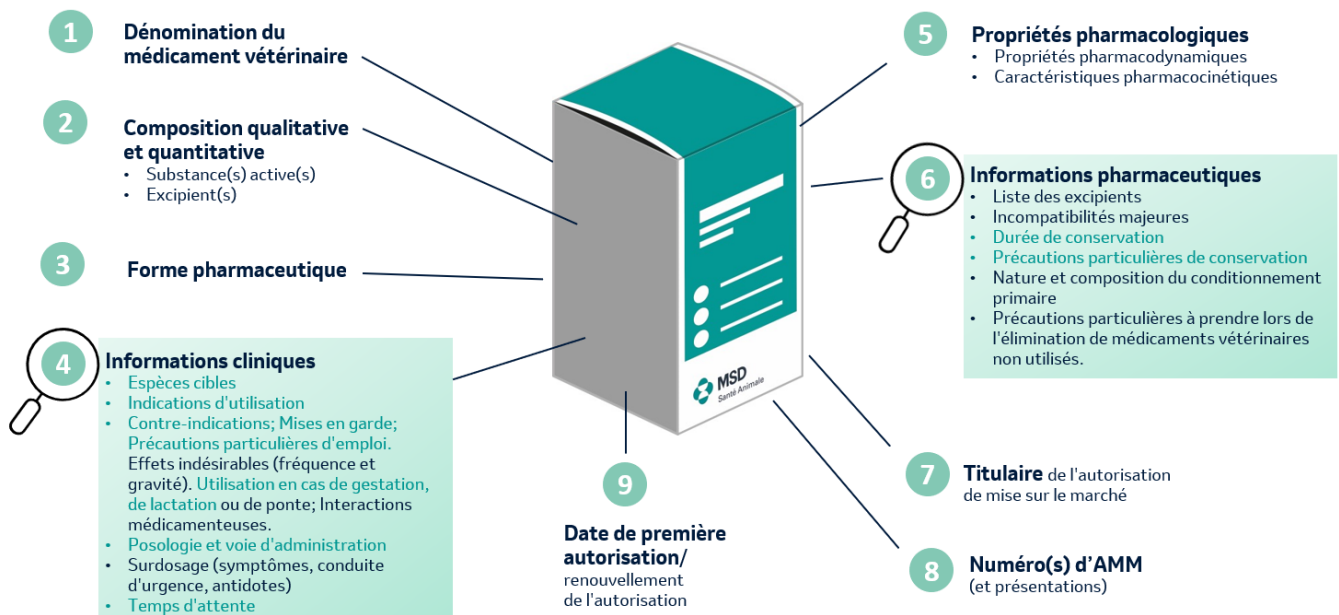 1
Dénomination du
médicament vétérinaire
2
Composition qualitative
et quantitative
• Substance(s) active(s)
• Excipient(s)
3
Forme pharmaceutique
4
Informations cliniques
• Espèces cibles
• Indications d'utilisation
• Contre-indications; Mises en garde;
Précautions particulières d'emploi.
Effets indésirables (fréquence et
gravité). Utilisation en cas de gestation,
de lactation ou de ponte; Interactions
médicamenteuses.
• Posologie et voie d'administration
• Surdosage (symptômes, conduite
d'urgence, antidotes)
• Temps d'attente
MSD
Santé Animale
9
Date de première
autorisation/
renouvellement
de l'autorisation
5
Propriétés pharmacologiques
• Propriétés pharmacodynamiques
• Caractéristiques pharmacocinétiques
6
Informations pharmaceutiques
• Liste des excipients
• Incompatibilités majeures
• Durée de conservation
• Précautions particulières de conservation
• Nature et composition du conditionnement
primaire
• Précautions particulières à prendre lors de
l'élimination de médicaments vétérinaires
non utilisés.
7
Titulaire de l'autorisation
de mise sur le marché
8
Numéro(s) d'AMM
(et présentations)